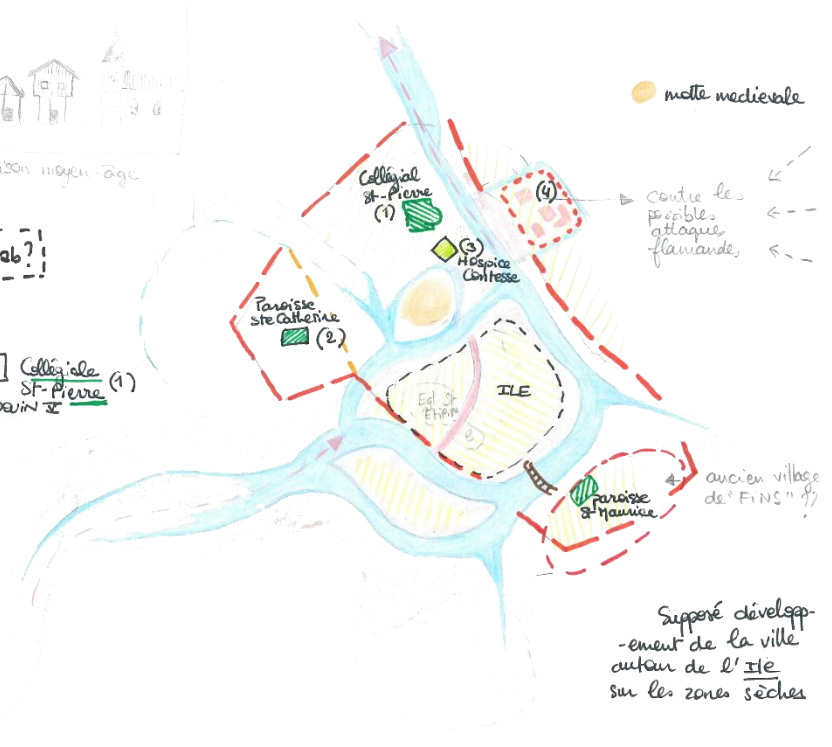 motte medievale
moyen-âge
Collégial
St-Pierre
(1)
(4)
contre les
possibles
attaques
flamandes
(3)
Hospice
Comtesse
Paroisse
Ste Catherine
(2)
ILE
Egl St
Etienne
Collégiale
St-Pierre (1)
paroisse
St-Maurice
ancien village
de "FINS" ??
Supposé développ-
-ement de la ville
autour de l' Ile
sur les zones sèches